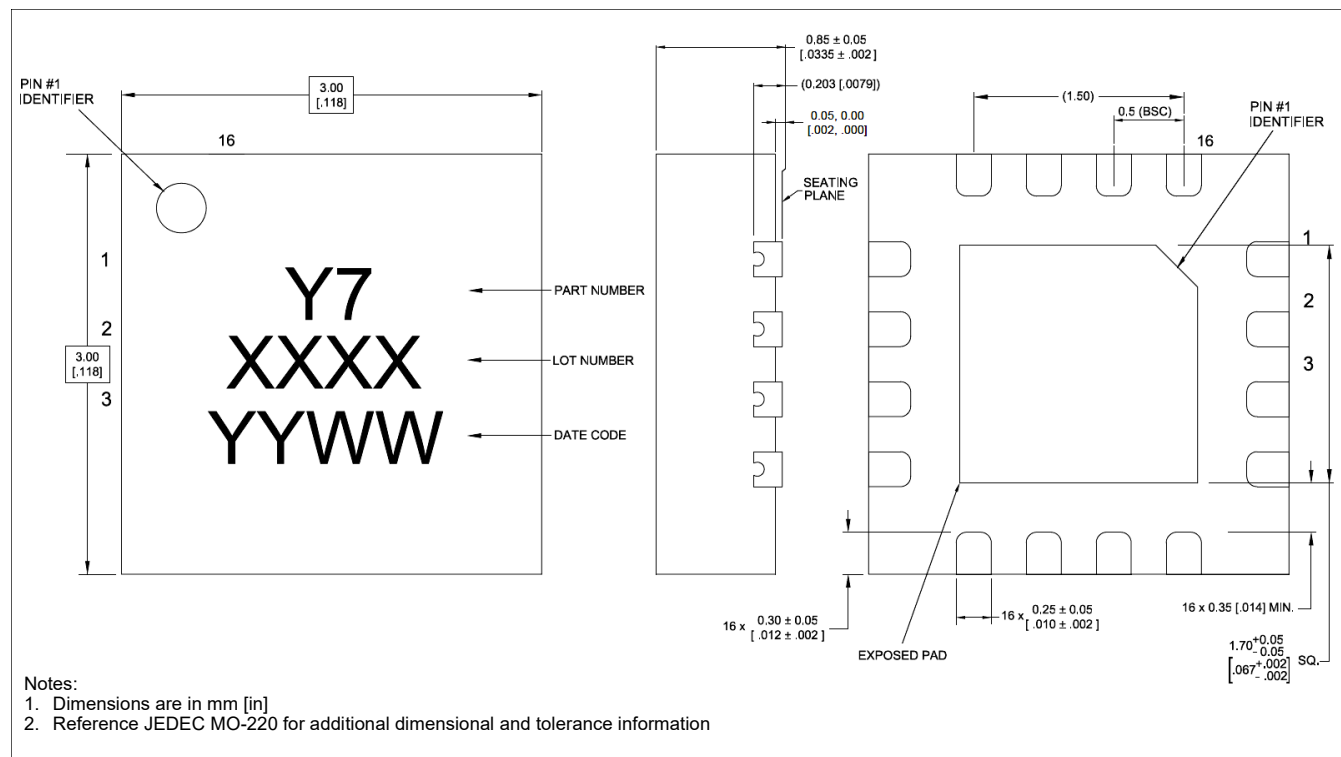 PIN #1
IDENTIFIER
3.00
[.118]
16
1
2
3
3.00
[.118]
Y7
XXXX
YYWW
PART NUMBER
LOT NUMBER
DATE CODE
0.85 ± 0.05
[.0335 ± .002]
(0.203 [.0079])
0.05, 0.00
[.002, .000]
SEATING
PLANE
(1.50)
0.5 (BSC)
PIN #1
IDENTIFIER
16
1
2
3
16 x 0.30 ± 0.05
[ .012 ± .002 ]
16 x 0.25 ± 0.05
[ .010 ± .002 ]
EXPOSED PAD
16 x 0.35 [.014] MIN.
1.70 +0.05 - 0.05
[.067 +.002 - .002] SQ.
Notes:
1. Dimensions are in mm [in]
2. Reference JEDEC MO-220 for additional dimensional and tolerance information